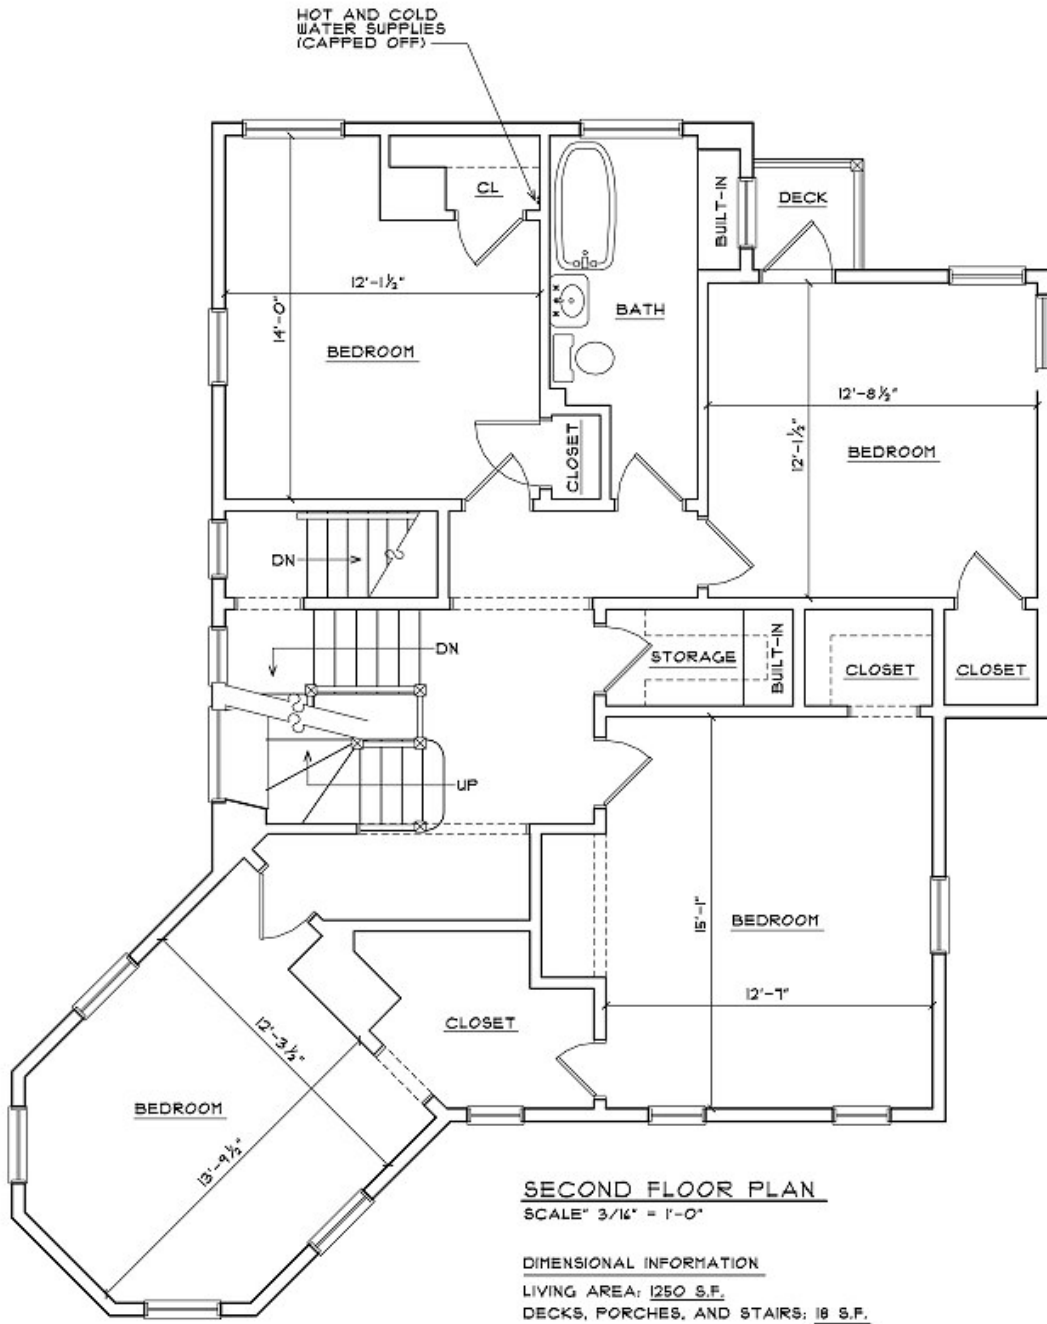 HOT AND COLD
WATER SUPPLIES
(CAPPED OFF)
CL
BUILT-IN
DECK
12'-1½"
14'-0"
BEDROOM
BATH
12'-8½"
12'-1½"
BEDROOM
CLOSET
DN
DN
STORAGE
BUILT-IN
CLOSET
CLOSET
UP
15'-1"
BEDROOM
12'-7"
CLOSET
12'-3½"
BEDROOM
13'-9½"
SECOND FLOOR PLAN
SCALE" 3/16" = 1'-0"
DIMENSIONAL INFORMATION
LIVING AREA: 1250 S.F.
DECKS, PORCHES, AND STAIRS: 18 S.F.